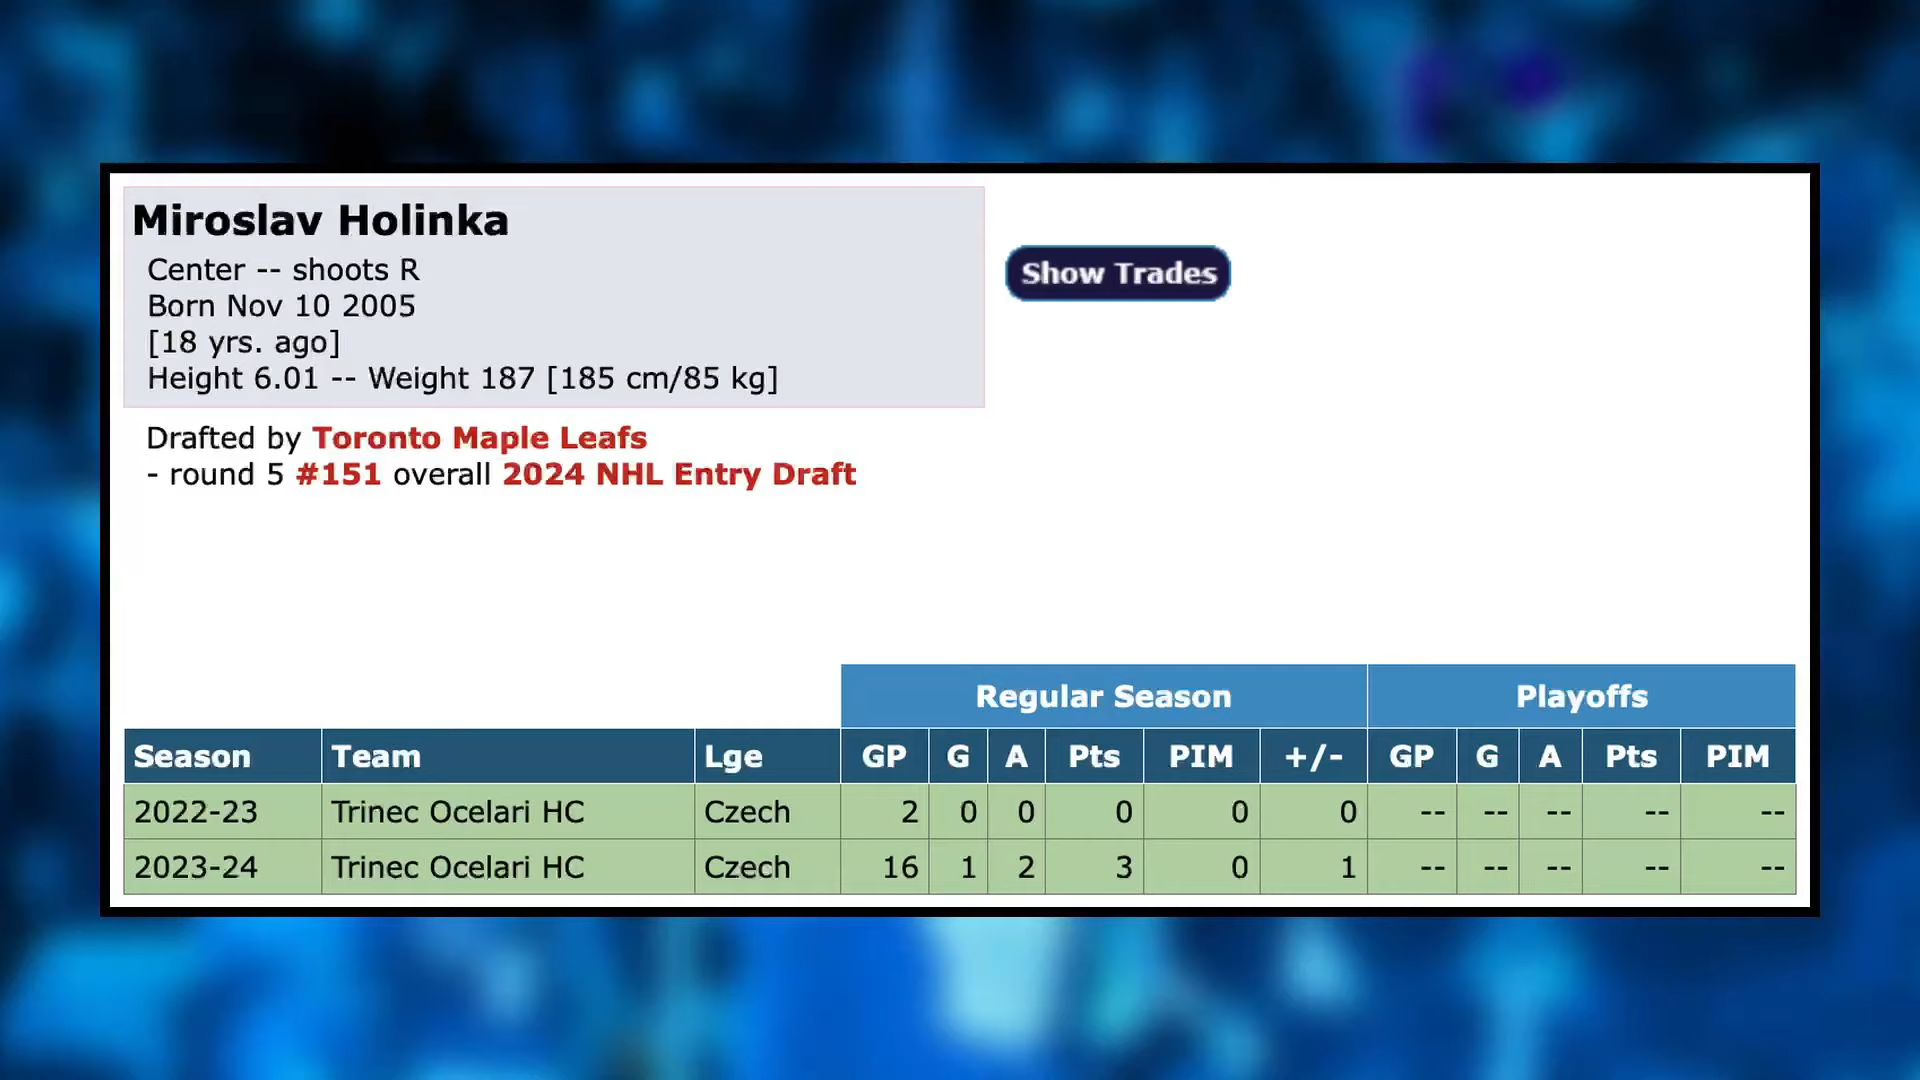 Miroslav Holinka
Center -- shoots R
Born Nov 10 2005
[18 yrs. ago]
Height 6.01 -- Weight 187 [185 cm/85 kg]
Show Trades
Drafted by Toronto Maple Leafs
- round 5 #151 overall 2024 NHL Entry Draft
Regular Season Playoffs
Season Team Lge GP G A Pts PIM +/- GP G A Pts PIM
2022-23 Trinec Ocelari HC Czech 2 0 0 0 0 0 -- -- -- -- --
2023-24 Trinec Ocelari HC Czech 16 1 2 3 0 1 -- -- -- -- --